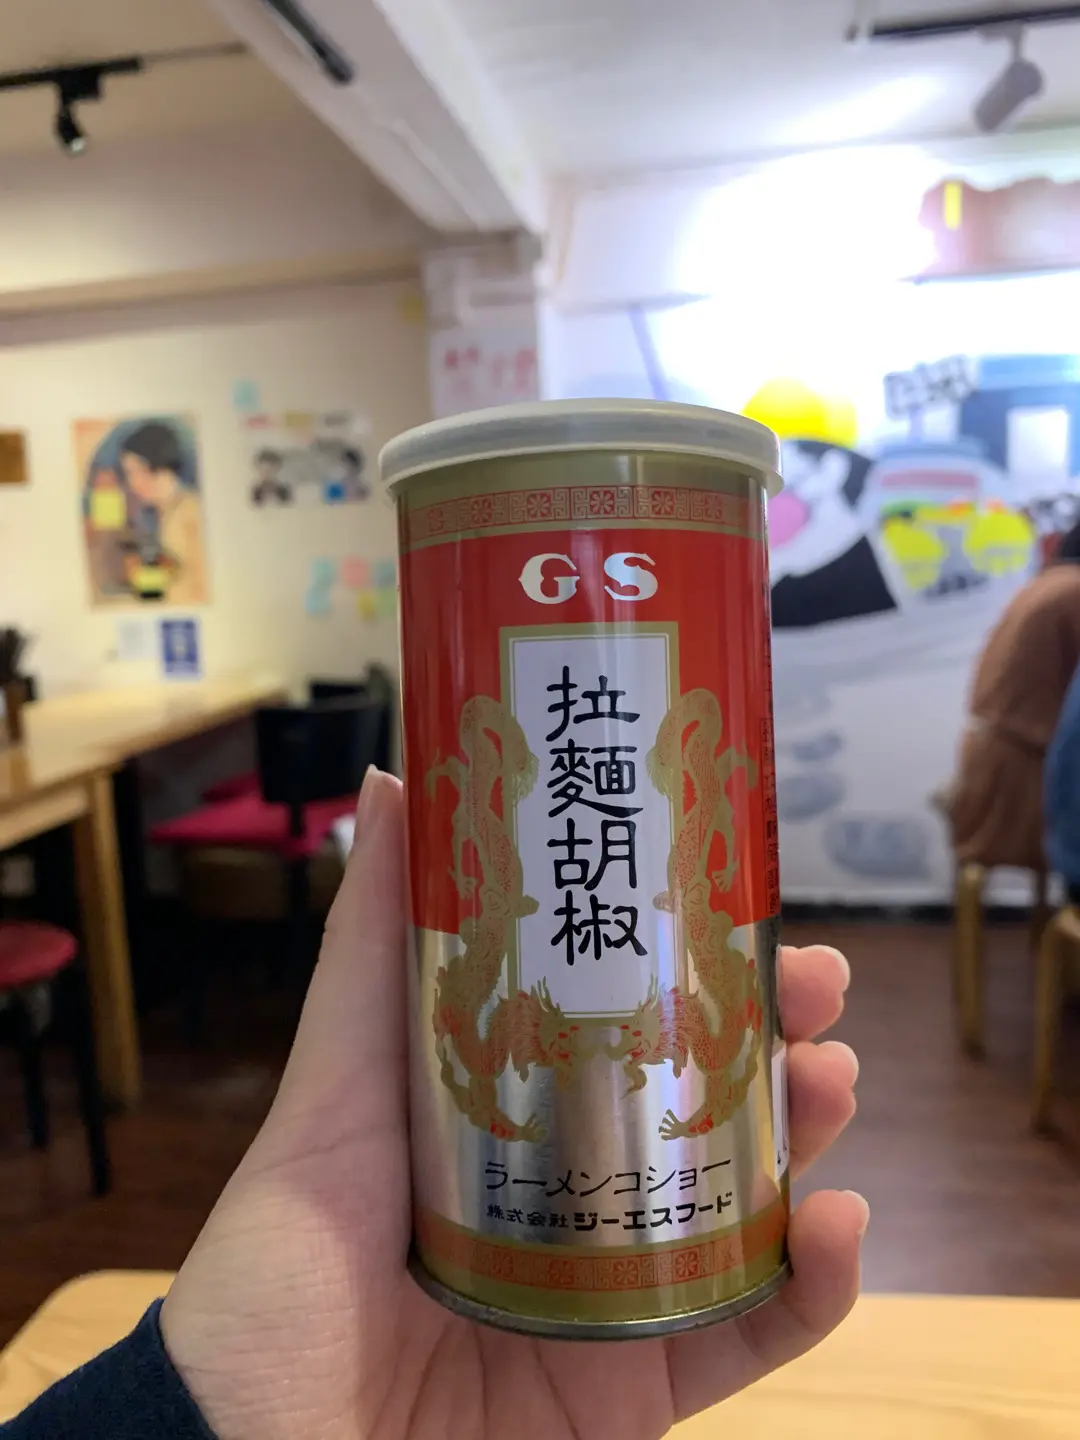 GS
拉麵胡椒
ラーメンコショー
株式会社ジーエスフード